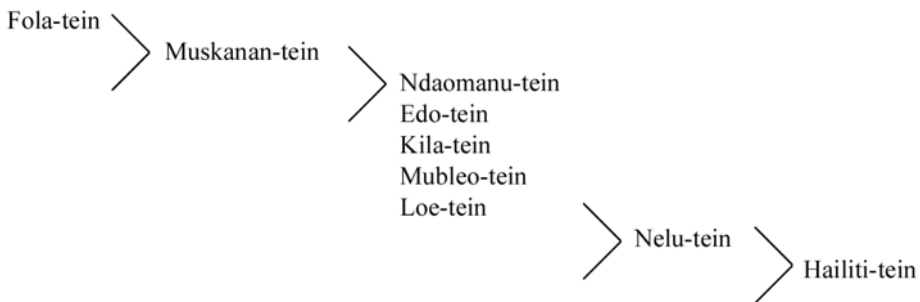 Fola-tein
Muskanan-tein
Ndaomanu-tein
Edo-tein
Kila-tein
Mubleo-tein
Loe-tein
Nelu-tein
Hailiti-tein